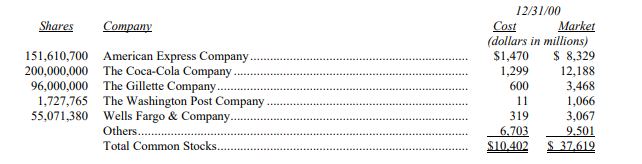 12/31/00
Shares Company Cost Market
(dollars in millions)
151,610,700 American Express Company................................................................ $1,470 $ 8,329
200,000,000 The Coca-Cola Company.................................................................... 1,299 12,188
96,000,000 The Gillette Company........................................................................ 600 3,468
1,727,765 The Washington Post Company ......................................................... 11 1,066
55,071,380 Wells Fargo & Company..................................................................... 319 3,067
Others................................................................................................ 6,703 9,501
Total Common Stocks......................................................................... $10,402 $ 37,619